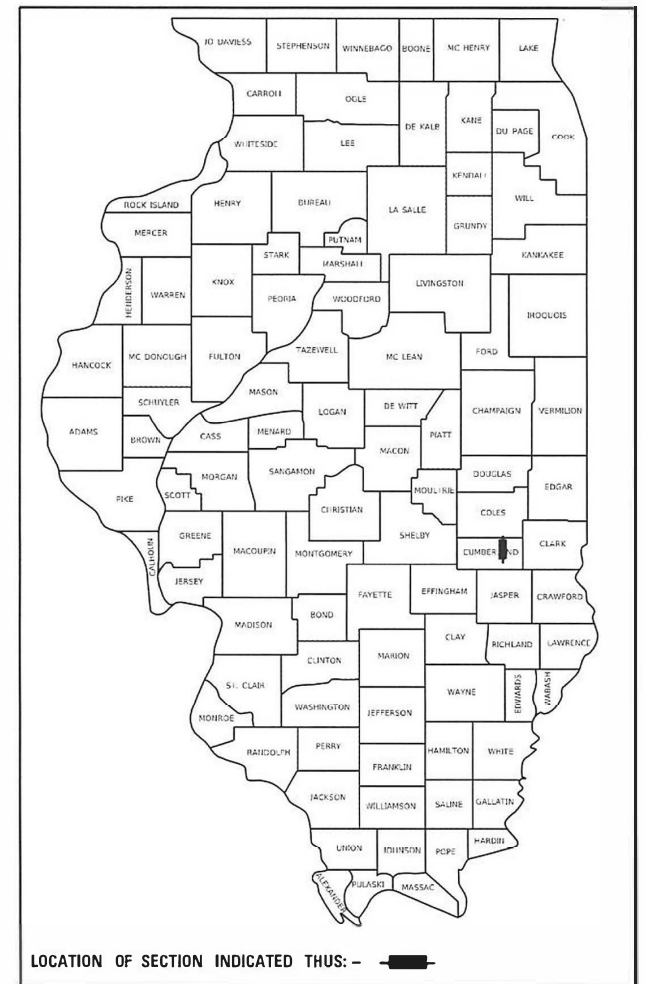 JO DAVIESS
STEPHENSON
WINNEBAGO
BOONE
MC HENRY
LAKE
CARROLL
OGLE
DE KALB
KANE
DU PAGE
COOK
WHITESIDE
LEE
KENDALL
WILL
ROCK ISLAND
HENRY
BUREAU
LA SALLE
GRUNDY
MERCER
PUTNAM
STARK
MARSHALL
KANKAKEE
HENDERSON
WARREN
KNOX
PEORIA
WOODFORD
LIVINGSTON
IROQUOIS
HANCOCK
MC DONOUGH
FULTON
TAZEWELL
MC LEAN
FORD
SCHUYLER
MASON
LOGAN
DE WITT
CHAMPAIGN
VERMILION
ADAMS
BROWN
CASS
MENARD
PIATT
MACON
PIKE
SCOTT
MORGAN
SANGAMON
MOULTRIE
DOUGLAS
EDGAR
CHRISTIAN
COLES
GREENE
CALHOUN
MACOUPIN
MONTGOMERY
SHELBY
CUMBER ND
CLARK
JERSEY
FAYETTE
EFFINGHAM
JASPER
CRAWFORD
MADISON
BOND
CLAY
RICHLAND
LAWRENCE
CLINTON
MARION
ST. CLAIR
WASHINGTON
JEFFERSON
WAYNE
EDWARDS
WABASH
MONROE
RANDOLPH
PERRY
HAMILTON
WHITE
FRANKLIN
JACKSON
WILLIAMSON
SALINE
GALLATIN
UNION
JOHNSON
POPE
HARDIN
ALEXANDER
PULASKI
MASSAC
LOCATION OF SECTION INDICATED THUS: –